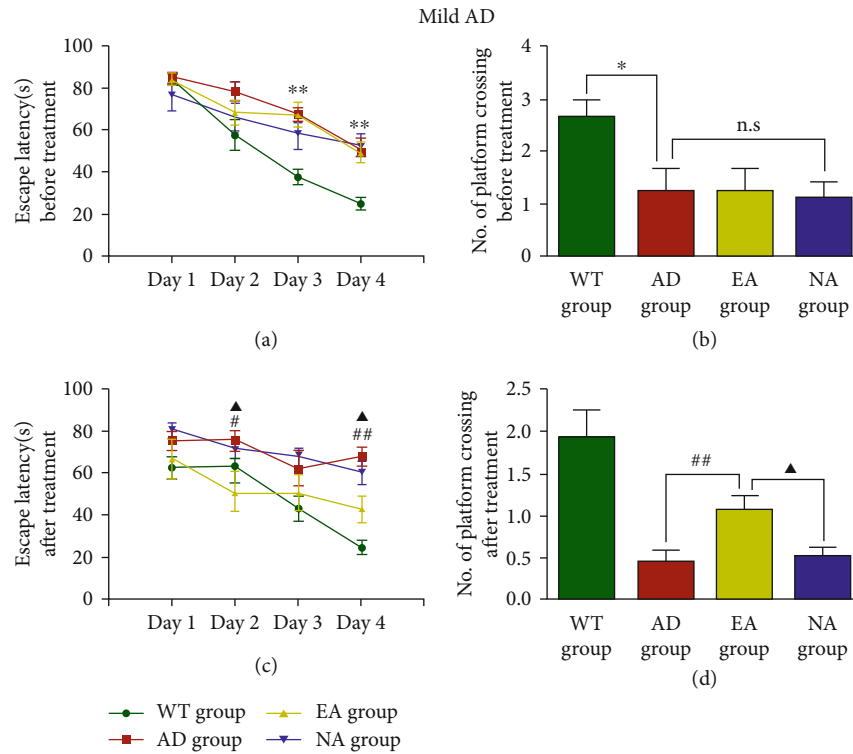 Mild AD
Escape latency(s)
before treatment
100
80
60
40
20
0
**
**
Day 1 Day 2 Day 3 Day 4
(a)
No. of platform crossing
before treatment
4
3
2
1
0
*
n.s
WT
group
AD
group
EA
group
NA
group
(b)
Escape latency(s)
after treatment
100
80
60
40
20
0
▲
#
▲
##
Day 1 Day 2 Day 3 Day 4
(c)
No. of platform crossing
after treatment
2.5
2.0
1.5
1.0
0.5
0.0
##
▲
WT
group
AD
group
EA
group
NA
group
(d)
WT group
EA group
AD group
NA group